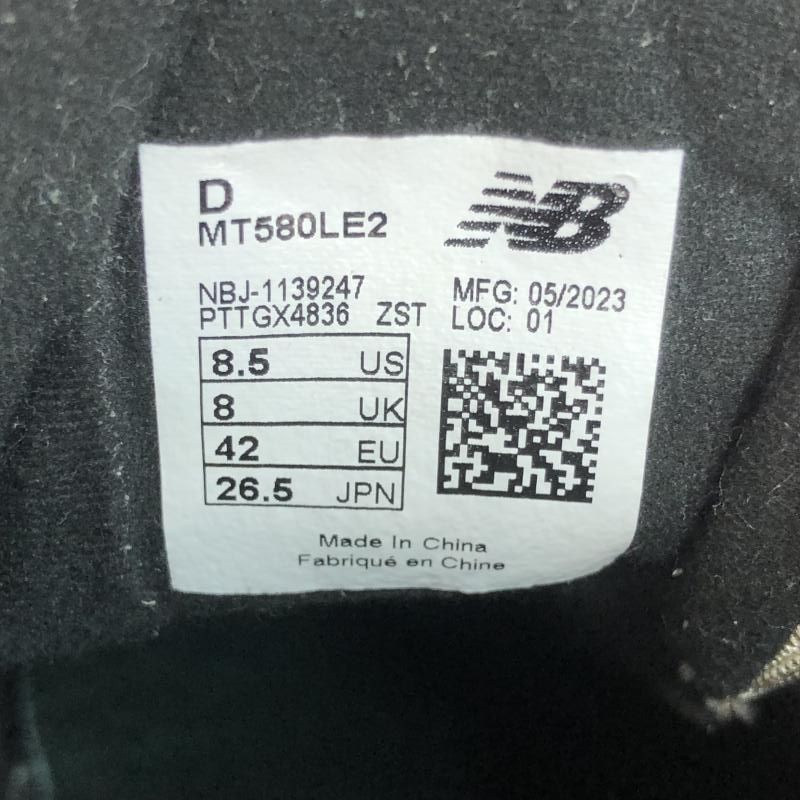 D
MT580LE2
NB
NBJ-1139247
PTTGX4836 ZST
MFG: 05/2023
LOC: 01
8.5 US
8 UK
42 EU
26.5 JPN
Made In China
Fabriqué en Chine